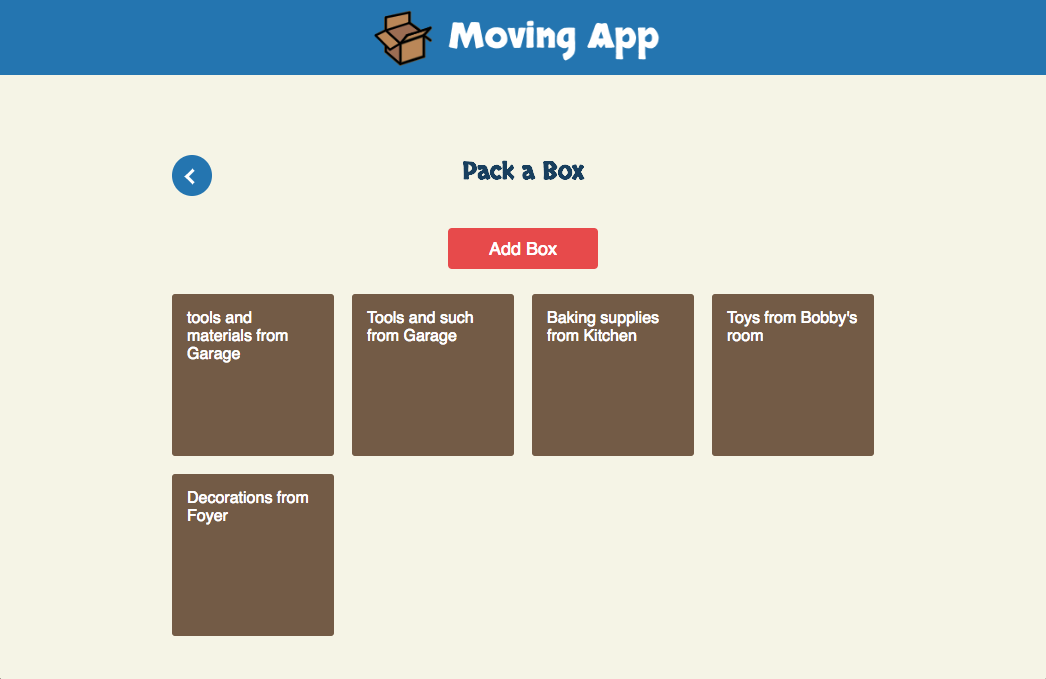 Moving App
Pack a Box
Add Box
tools and
materials from
Garage
Tools and such
from Garage
Baking supplies
from Kitchen
Toys from Bobby's
room
Decorations from
Foyer